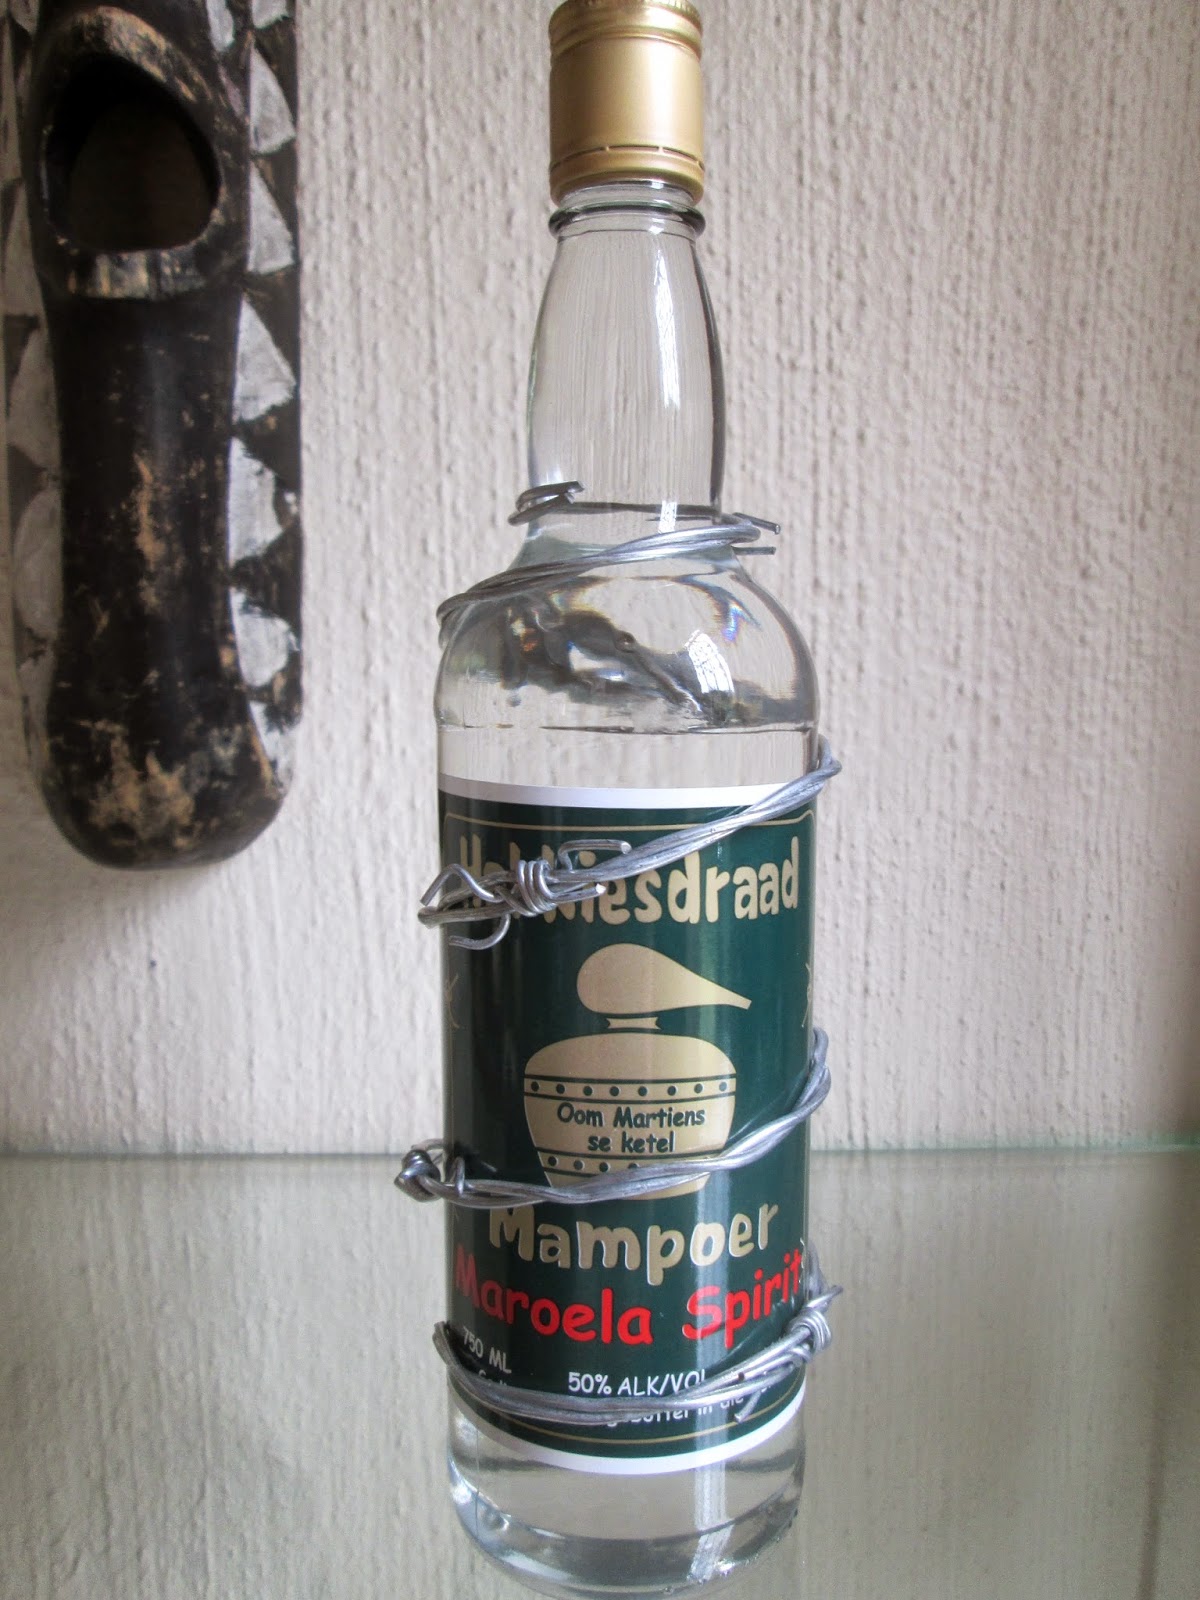 Oom Martiens
se ketel
Mampoer
Maroela Spirit
750 ML
50% ALK/VOL